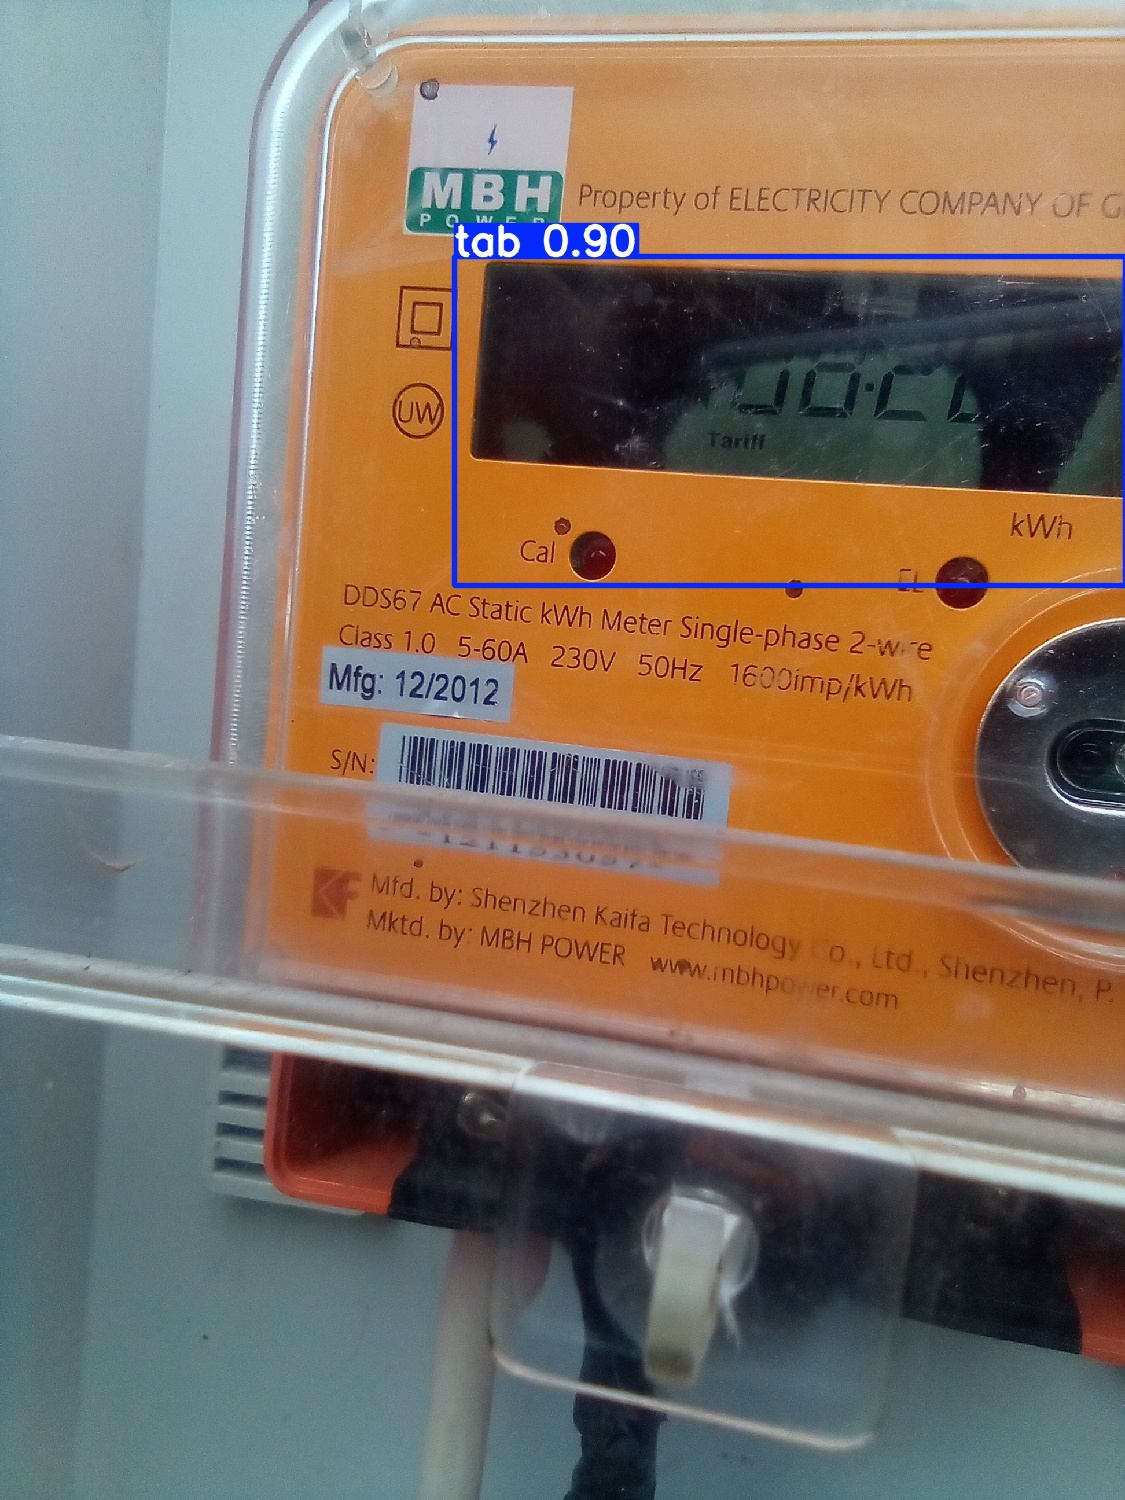 MBH
POWER
Property of ELECTRICITY COMPANY OF G
tab 0.90
UW
Tariff
kWh
Cal
EL
DDS67 AC Static kWh Meter Single-phase 2-wire
Class 1.0 5-60A 230V 50Hz 1600imp/kWh
Mfg: 12/2012
S/N:
Mfd. by: Shenzhen Kaifa Technology Co., Ltd., Shenzhen, P.
Mktd. by: MBH POWER www.mbhpower.com